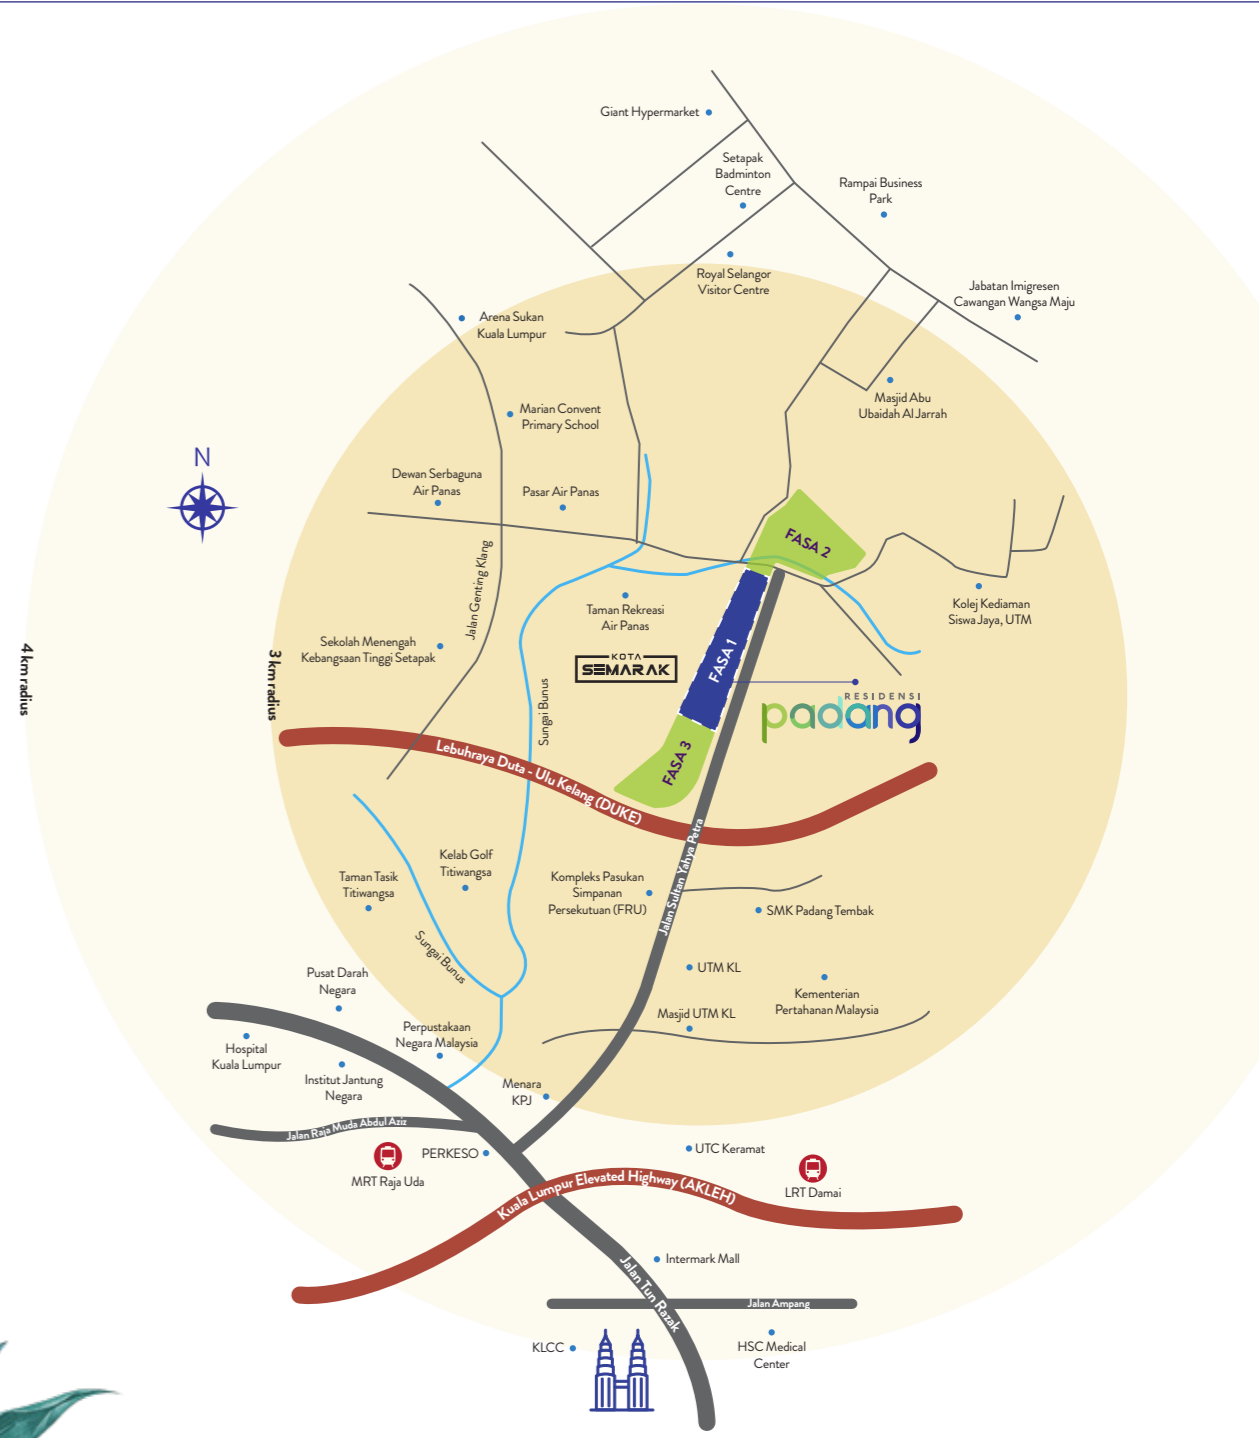 Giant Hypermarket
Setapak
Badminton
Centre
Rampai Business
Park
Royal Selangor
Visitor Centre
Jabatan Imigresen
Cawangan Wangsa Maju
Arena Sukan
Kuala Lumpur
Masjid Abu
Ubaidah Al Jarrah
Marian Convent
Primary School
N
Dewan Serbaguna
Air Panas
Pasar Air Panas
FASA 2
Jalan Genting Klang
Taman Rekreasi
Air Panas
Kolej Kediaman
Siswa Jaya, UTM
Sekolah Menengah
Kebangsaan Tinggi Setapak
KOTA
SEMARAK
FASA 1
4 km radius
3 km radius
Sungai Bunus
RESIDENSI
padang
FASA 3
Lebuhraya Duta - Ulu Kelang (DUKE)
Jalan Sultan Yahya Petra
Kelab Golf
Titiwangsa
Taman Tasik
Titiwangsa
Kompleks Pasukan
Simpanan
Persekutuan (FRU)
SMK Padang Tembak
Sungai Bunus
UTM KL
Pusat Darah
Negara
Kementerian
Pertahanan Malaysia
Masjid UTM KL
Perpustakaan
Negara Malaysia
Hospital
Kuala Lumpur
Institut Jantung
Negara
Menara
KPJ
Jalan Raja Muda Abdul Aziz
PERKESO
UTC Keramat
MRT Raja Uda
LRT Damai
Kuala Lumpur Elevated Highway (AKLEH)
Intermark Mall
Jalan Tun Razak
Jalan Ampang
KLCC
HSC Medical
Center